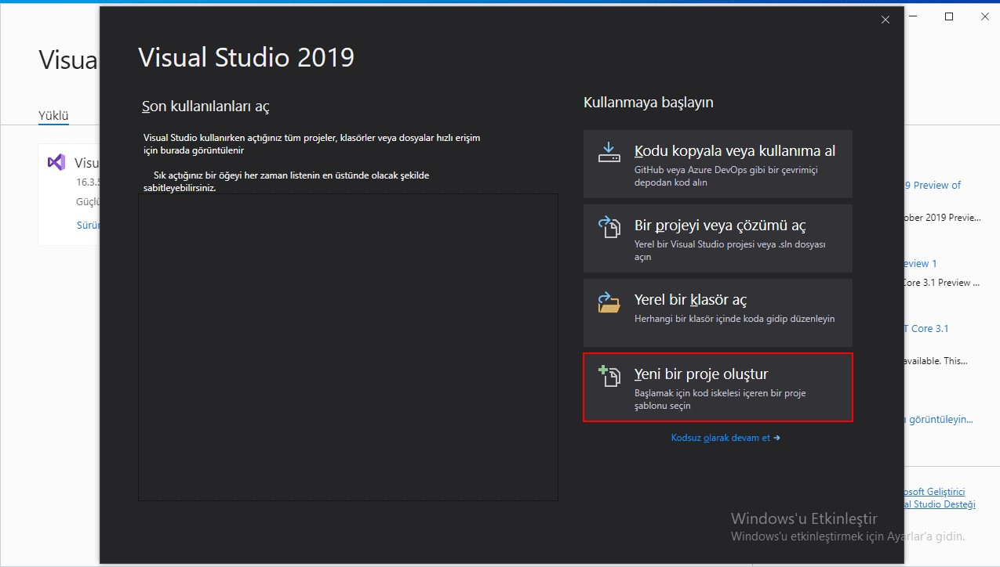 Visual Studio 2019
Son kullanılanları aç
Visual Studio kullanırken açtığınız tüm projeler, klasörler veya dosyalar hızlı erişim
için burada görüntülenir
Sık açtığınız bir öğeyi her zaman listenin en üstünde olacak şekilde
sabitleyebilirsiniz.
Kullanmaya başlayın
Kodu kopyala veya kullanıma al
GitHub veya Azure DevOps gibi bir çevrimiçi
depodan kod alın
Bir projeyi veya çözümü aç
Yerel bir Visual Studio projesi veya .sln dosyası
açın
Yerel bir klasör aç
Herhangi bir klasör içinde koda gidip düzenleyin
Yeni bir proje oluştur
Başlamak için kod iskelesi içeren bir proje
şablonu seçin
Kodsuz olarak devam et →
Visua
Yüklü
Visu
16.3.5
Güçlü
Sürür
9 Preview of
ober 2019 Previe...
eview 1
Core 3.1 Preview ...
T Core 3.1
available. This...
görüntüleyin...
osoft Geliştirici
al Studio Desteği
Windows'u Etkinleştir
Windows'u etkinleştirmek için Ayarlar'a gidin.